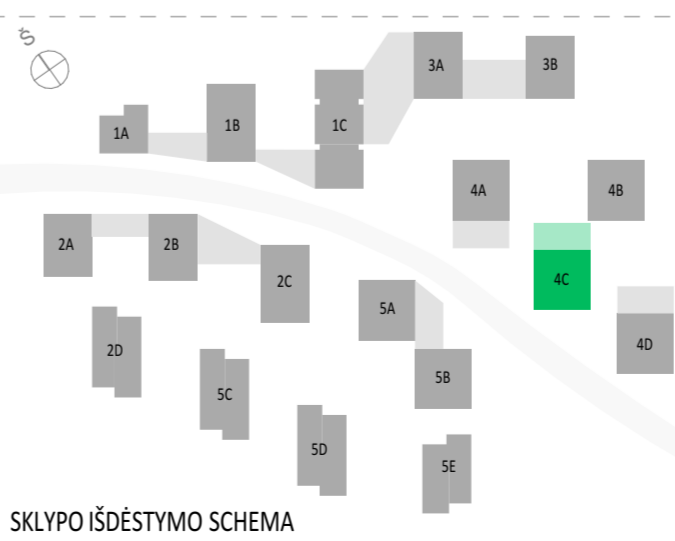 Š
3A
3B
1A
1B
1C
4A
4B
2A
2B
2C
4C
5A
4D
2D
5B
5C
5D
5E
SKLYPO IŠDĖSTYMO SCHEMA